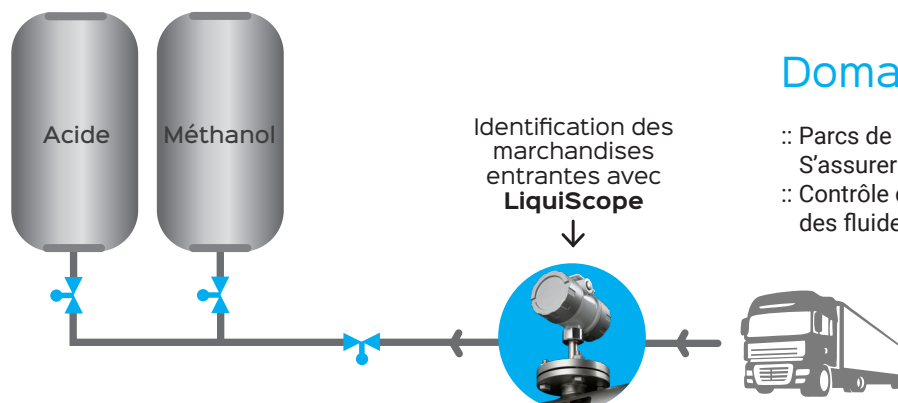 Acide
Méthanol
Identification des
marchandises
entrantes avec
LiquiScope
Doma
:: Parcs de
S'assurer
:: Contrôle
des fluide